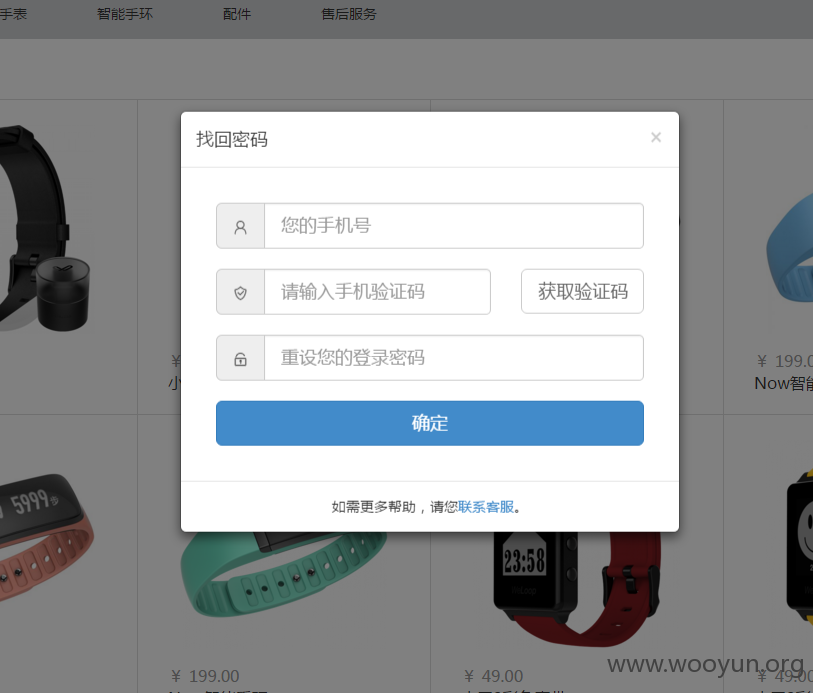 手表 智能手环 配件 售后服务
找回密码 ×
您的手机号
请输入手机验证码 获取验证码
重设您的登录密码
确定
如需更多帮助，请您联系客服。
¥
小
¥ 199.0
Now智能
5999
23:58
¥ 199.00
¥ 49.00
¥ 49.00
www.wooyun.org